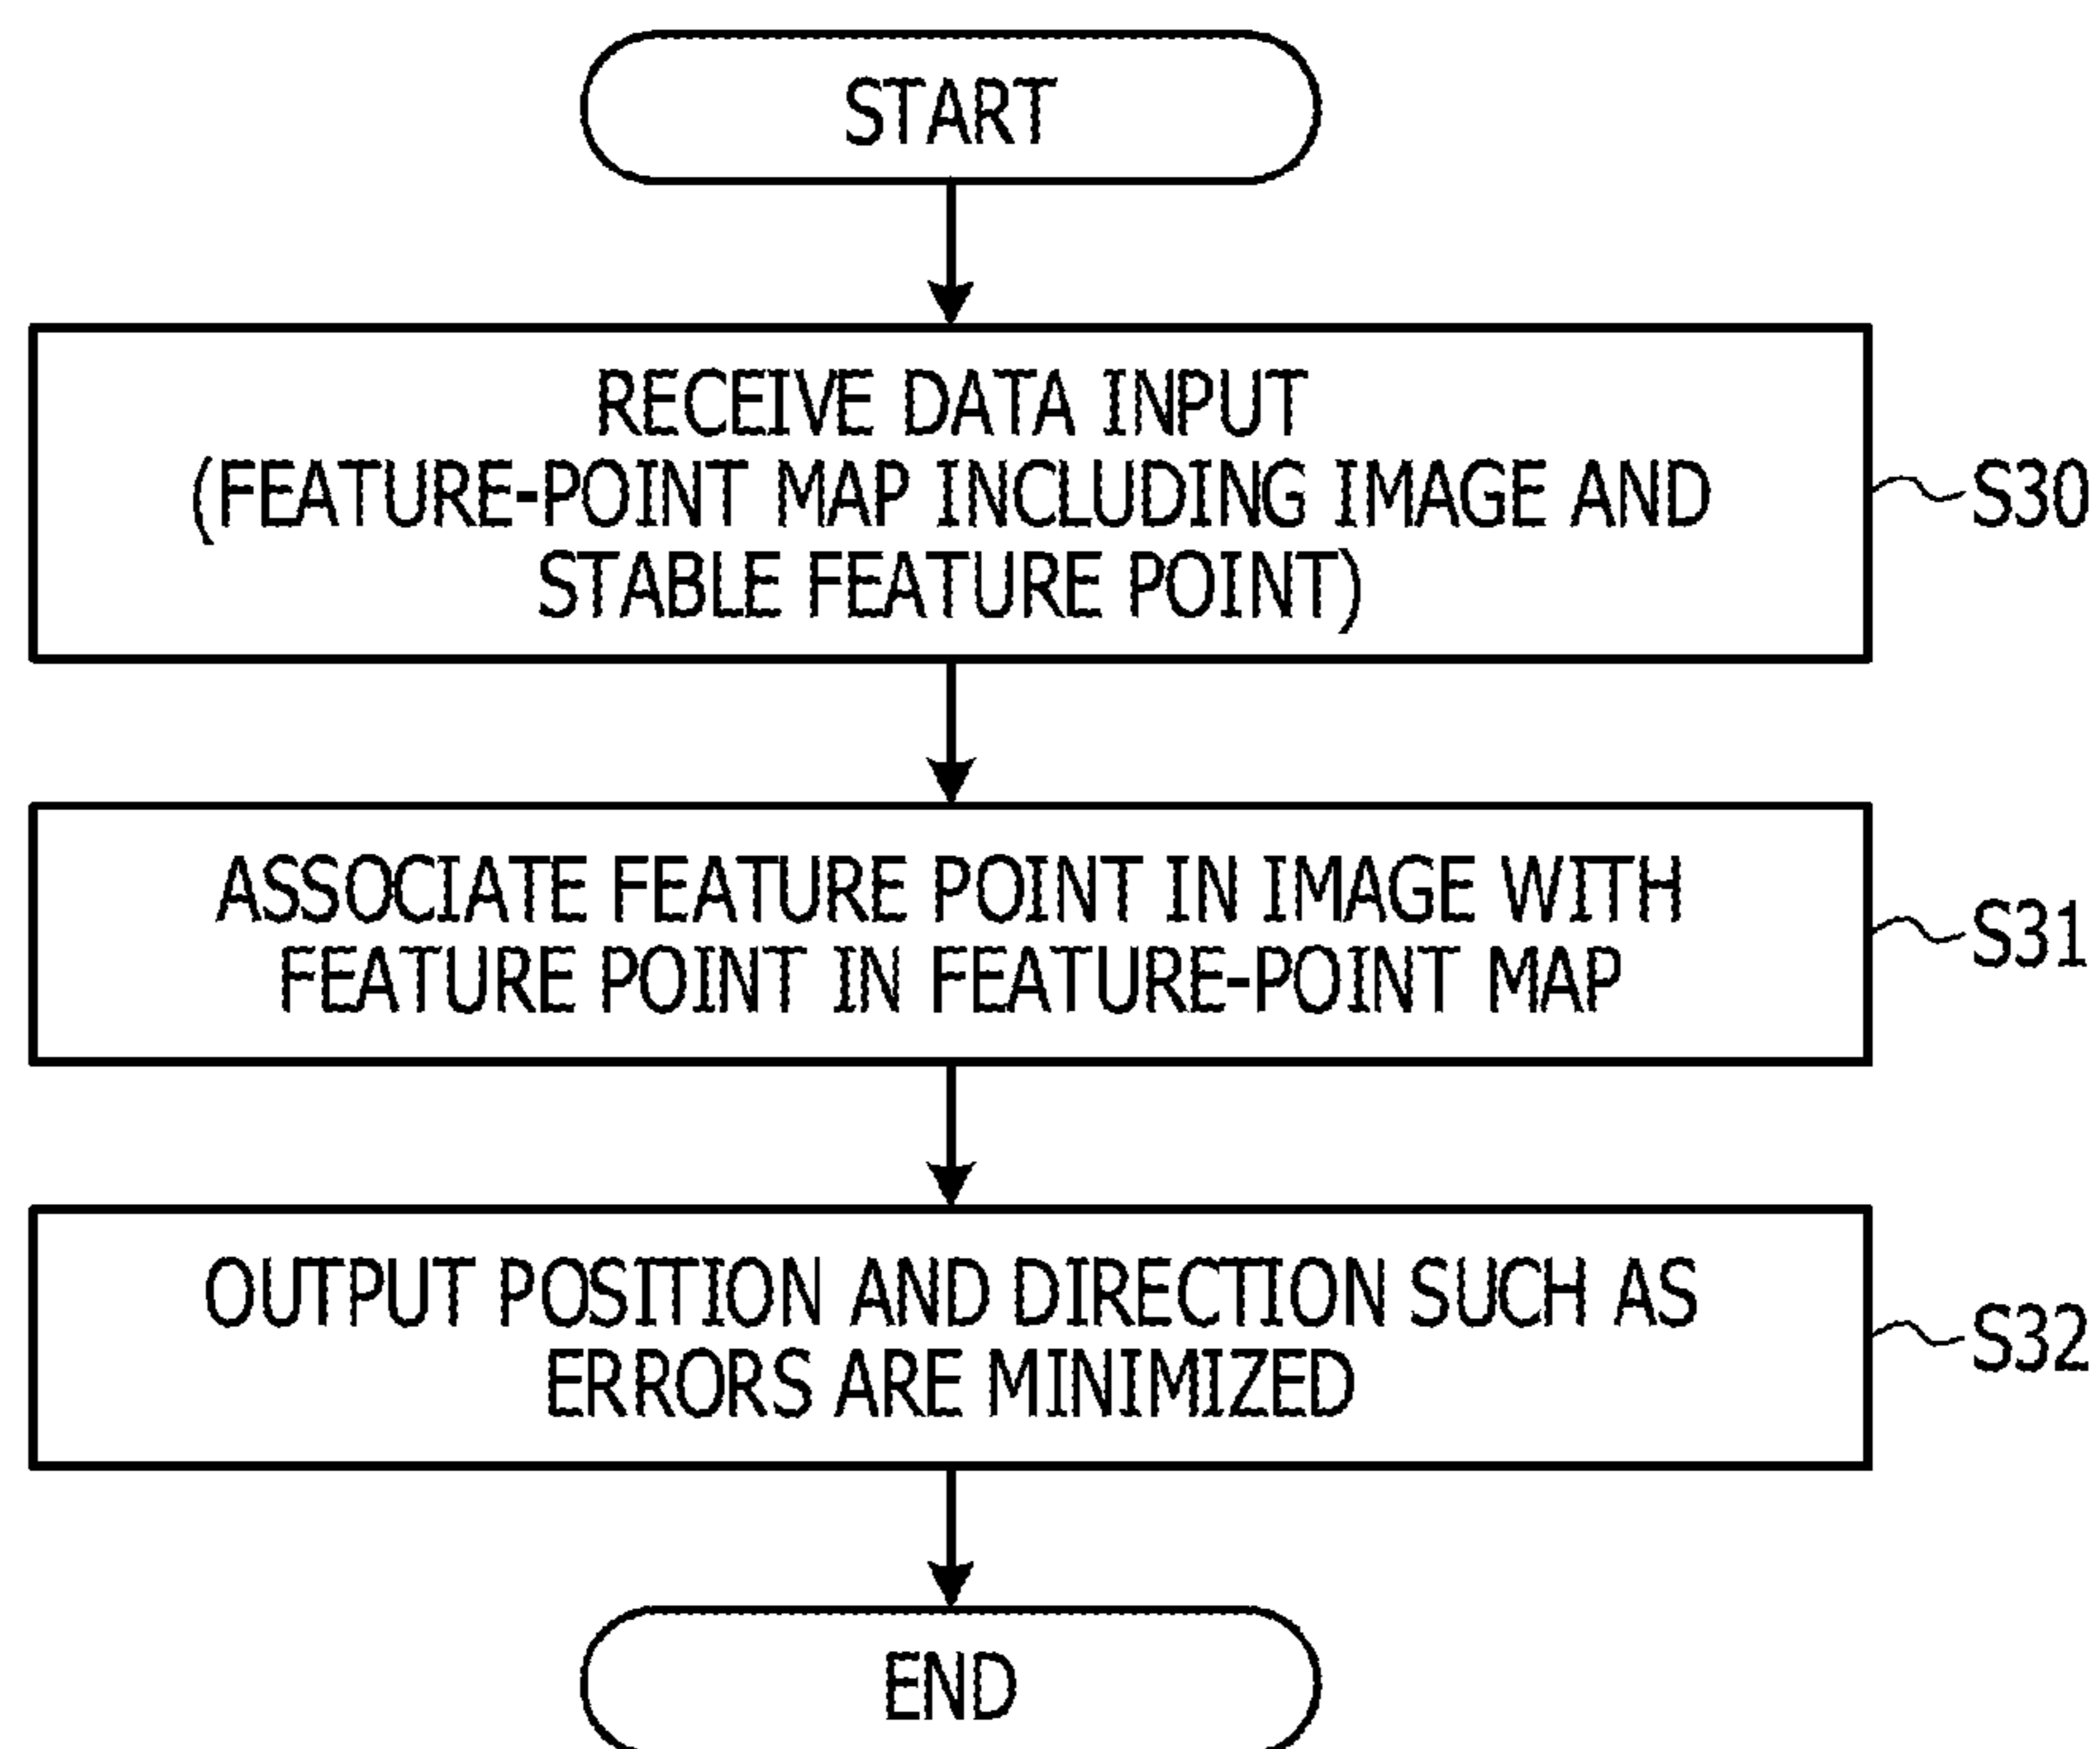 START
RECEIVE DATA INPUT
(FEATURE-POINT MAP INCLUDING IMAGE AND
STABLE FEATURE POINT)
S30
ASSOCIATE FEATURE POINT IN IMAGE WITH
FEATURE POINT IN FEATURE-POINT MAP
S31
OUTPUT POSITION AND DIRECTION SUCH AS
ERRORS ARE MINIMIZED
S32
END